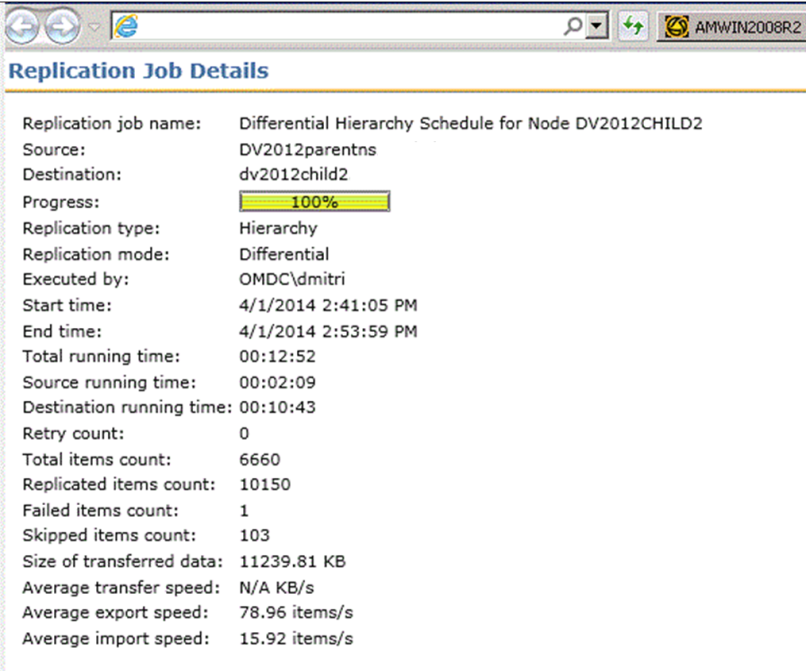 AMWIN2008R2
Replication Job Details
Replication job name: Differential Hierarchy Schedule for Node DV2012CHILD2
Source: DV2012parentns
Destination: dv2012child2
Progress: 100%
Replication type: Hierarchy
Replication mode: Differential
Executed by: OMDC\dmitri
Start time: 4/1/2014 2:41:05 PM
End time: 4/1/2014 2:53:59 PM
Total running time: 00:12:52
Source running time: 00:02:09
Destination running time: 00:10:43
Retry count: 0
Total items count: 6660
Replicated items count: 10150
Failed items count: 1
Skipped items count: 103
Size of transferred data: 11239.81 KB
Average transfer speed: N/A KB/s
Average export speed: 78.96 items/s
Average import speed: 15.92 items/s